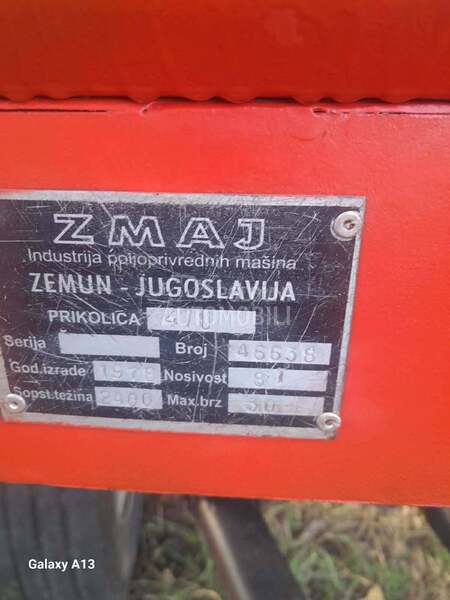 ZMAJ
Industrija poljoprivrednih mašina
ZEMUN - JUGOSLAVIJA
PRIKOLICA
AUTOMOBILI
Serija Broj 46638
God.izrade Nosivost
Sopst.težina 2400 Max.brz 30
Galaxy A13